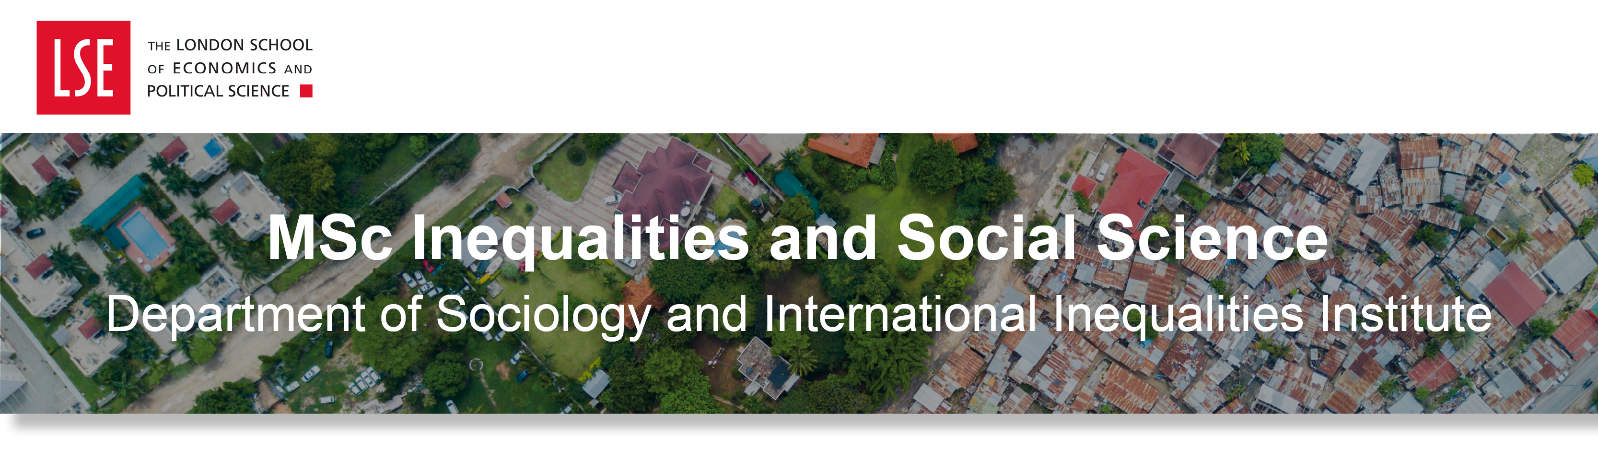 LSE
THE LONDON SCHOOL
OF ECONOMICS AND
POLITICAL SCIENCE
MSc Inequalities and Social Science
Department of Sociology and International Inequalities Institute